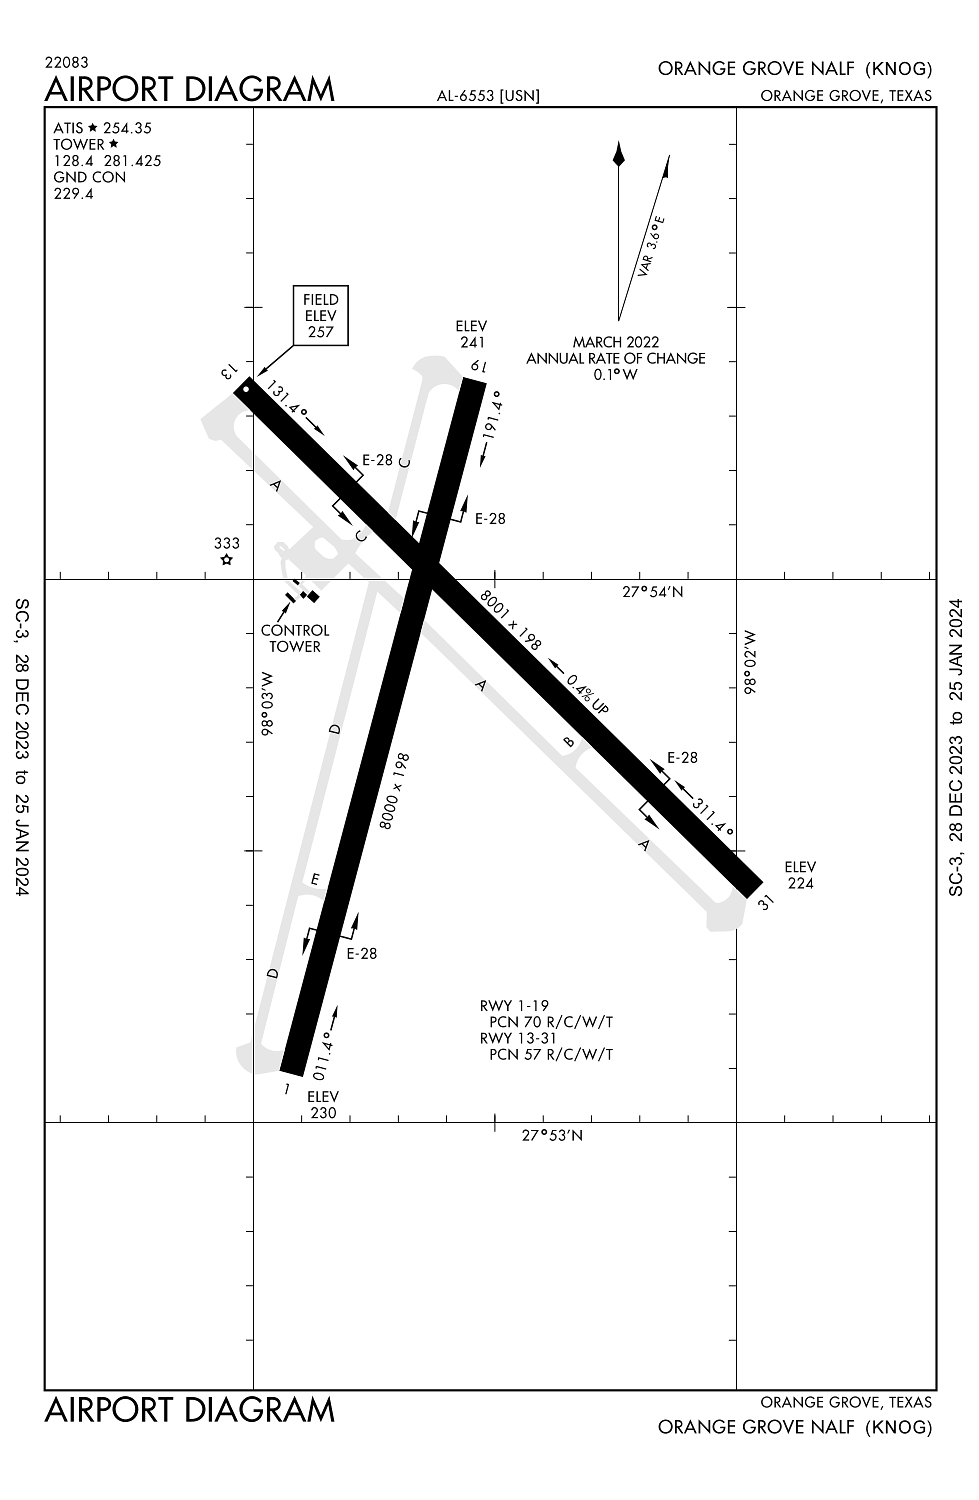 22083
AIRPORT DIAGRAM
AL-6553 [USN]
ORANGE GROVE NALF (KNOG)
ORANGE GROVE, TEXAS
ATIS ★ 254.35
TOWER ★
128.4 281.425
GND CON
229.4
VAR 3.6°E
MARCH 2022
ANNUAL RATE OF CHANGE
0.1°W
FIELD
ELEV
257
ELEV
241
13
19
131.4°
191.4°
E-28
C
A
E-28
C
333
27°54'N
CONTROL
TOWER
8001 x 198
98°03'W
98°02'W
A
0.4% UP
D
B
8000 x 198
E-28
311.4°
A
ELEV
224
31
E
E-28
D
RWY 1-19
PCN 70 R/C/W/T
RWY 13-31
PCN 57 R/C/W/T
011.4°
1
ELEV
230
27°53'N
SC-3, 28 DEC 2023 to 25 JAN 2024
SC-3, 28 DEC 2023 to 25 JAN 2024
AIRPORT DIAGRAM
ORANGE GROVE, TEXAS
ORANGE GROVE NALF (KNOG)